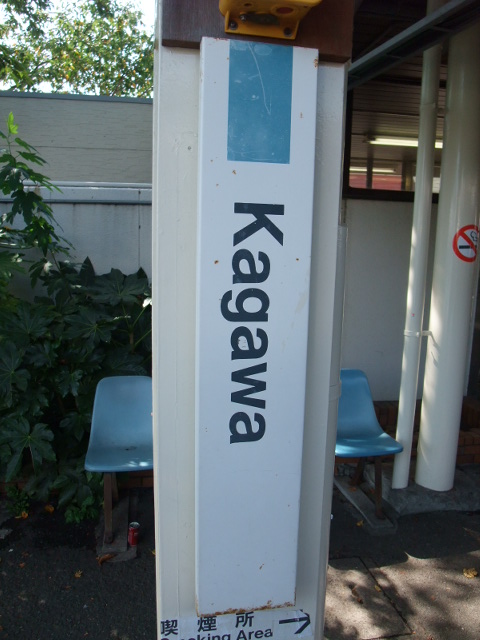 Kagawa
喫煙所
Smoking Area